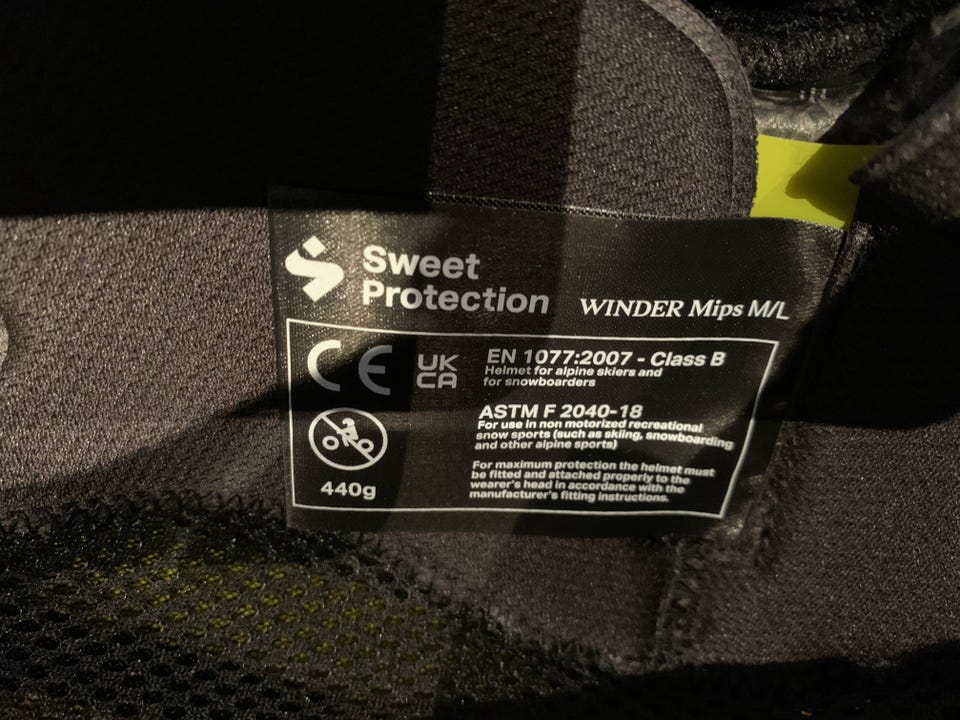 Sweet
Protection
WINDER Mips M/L
CE
UK
CA
EN 1077:2007 - Class B
Helmet for alpine skiers and
for snowboarders
ASTM F 2040-18
For use in non motorized recreational
snow sports (such as skiing, snowboarding
and other alpine sports)
440g
For maximum protection the helmet must
be fitted and attached properly to the
wearer's head in accordance with the
manufacturer's fitting instructions.